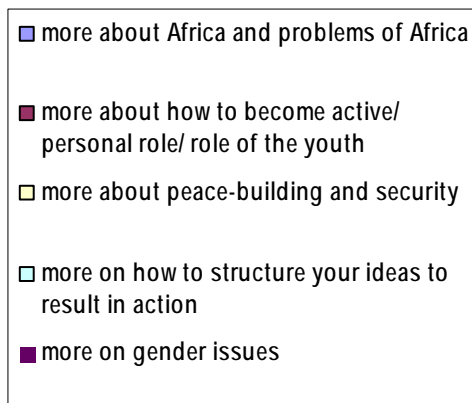 more about Africa and problems of Africa
more about how to become active/
personal role/ role of the youth
more about peace-building and security
more on how to structure your ideas to
result in action
more on gender issues